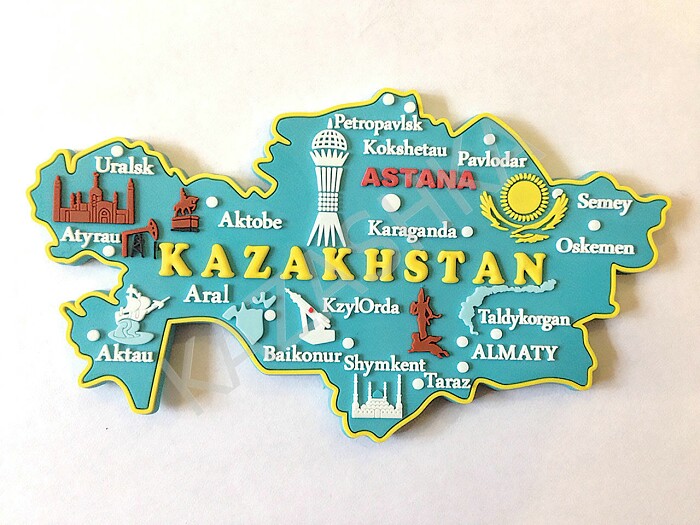 Petropavlsk
Kokshetau
Pavlodar
Uralsk
ASTANA
Semey
Aktobe
Karaganda
Atyrau
Oskemen
KAZAKHSTAN
Aral
KzylOrda
Taldykorgan
Aktau
Baikonur
ALMATY
Shymkent
Taraz